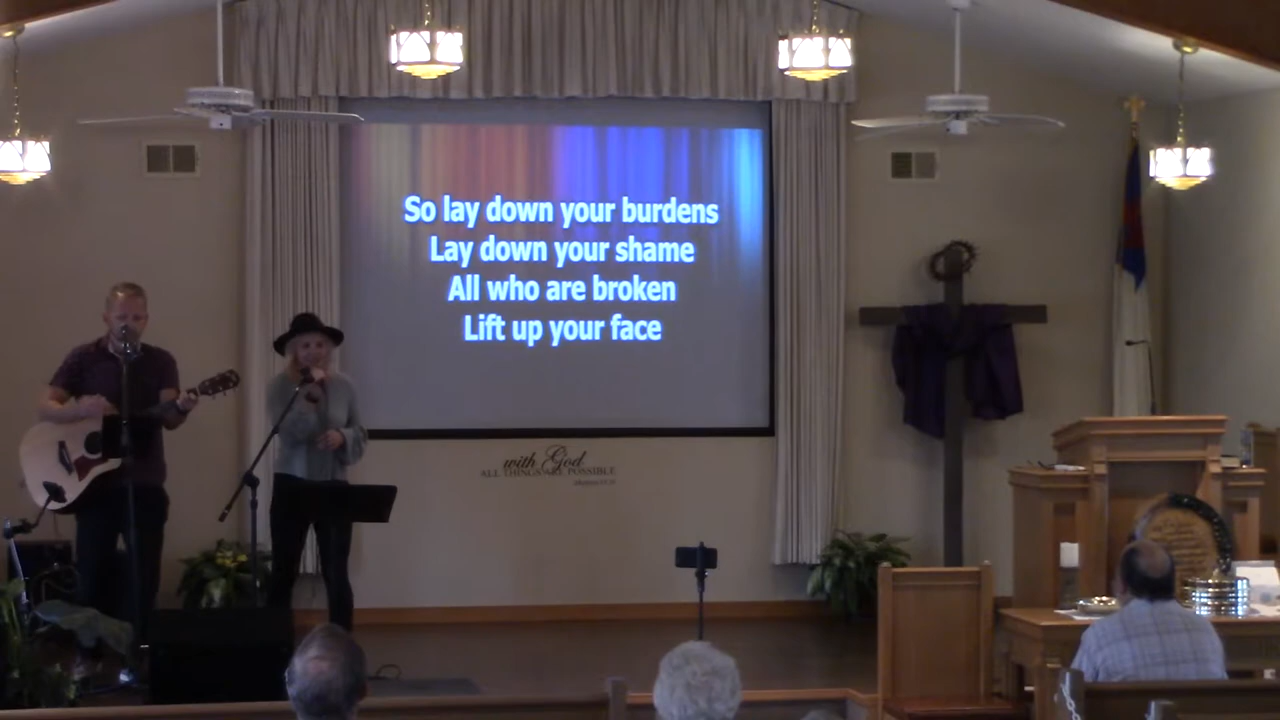 So lay down your burdens
Lay down your shame
All who are broken
Lift up your face
with God
ALL THINGS ARE POSSIBLE